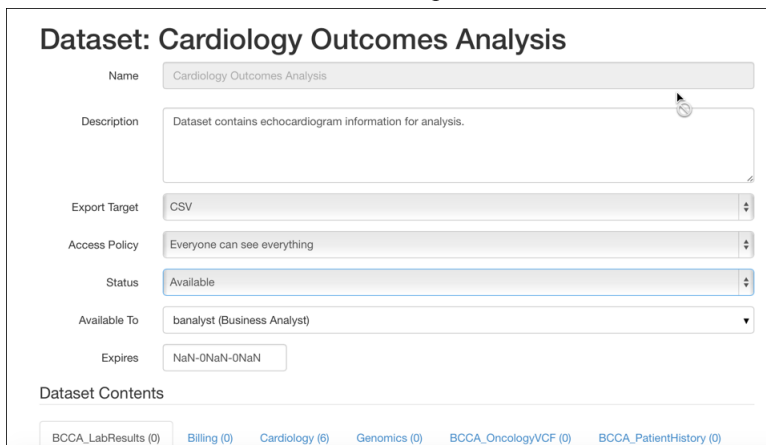 Dataset: Cardiology Outcomes Analysis
Name Cardiology Outcomes Analysis
Description Dataset contains echocardiogram information for analysis.
Export Target CSV
Access Policy Everyone can see everything
Status Available
Available To banalyst (Business Analyst)
Expires NaN-0NaN-0NaN
Dataset Contents
BCCA_LabResults (0) Billing (0) Cardiology (6) Genomics (0) BCCA_OncologyVCF (0) BCCA_PatientHistory (0)